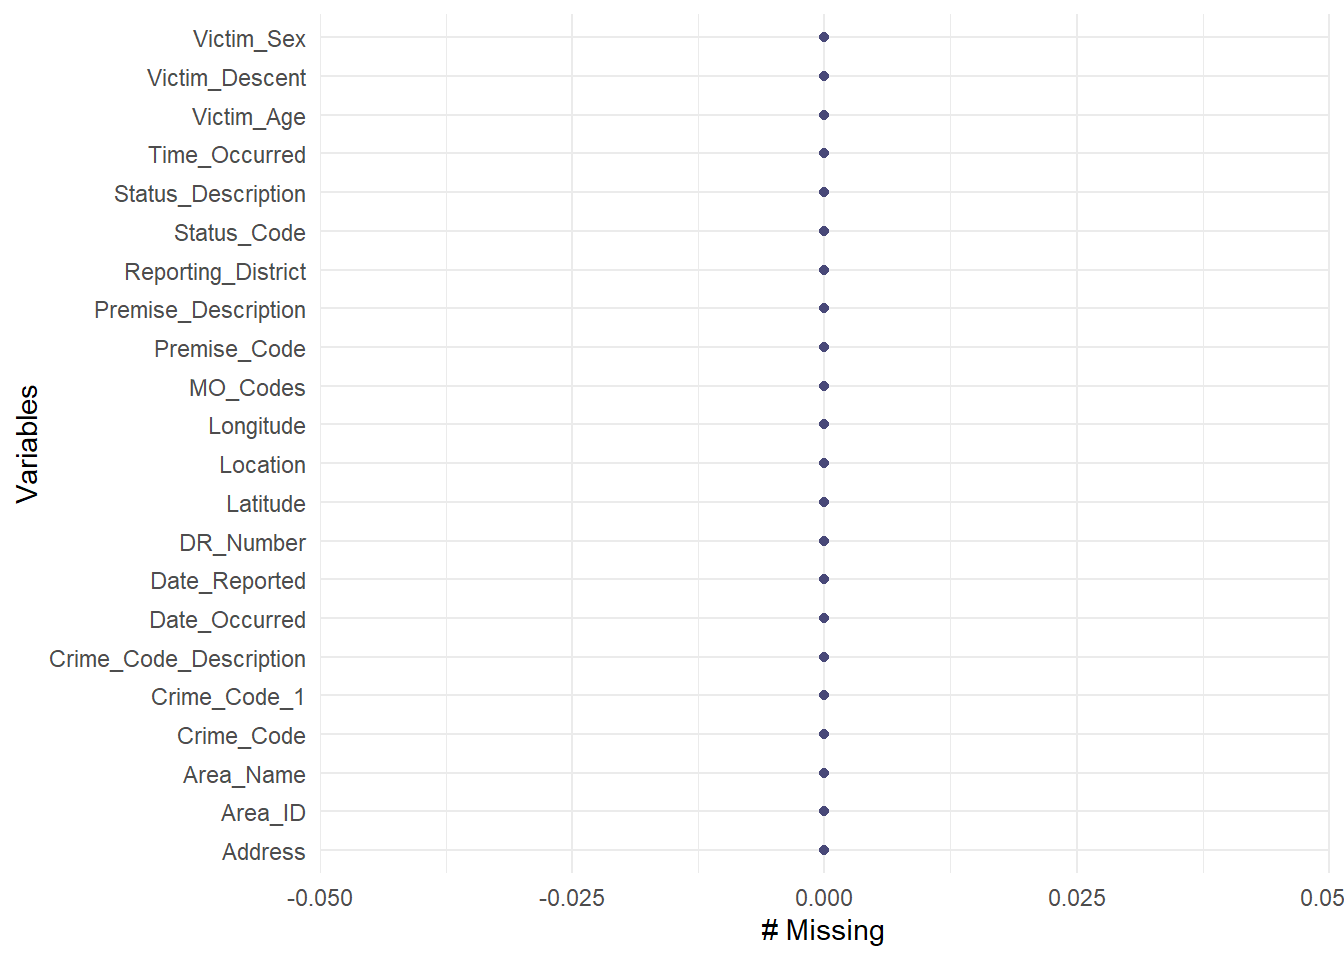 Victim_Sex
Victim_Descent
Victim_Age
Time_Occurred
Status_Description
Status_Code
Reporting_District
Premise_Description
Premise_Code
MO_Codes
Longitude
Location
Latitude
DR_Number
Date_Reported
Date_Occurred
Crime_Code_Description
Crime_Code_1
Crime_Code
Area_Name
Area_ID
Address
Variables
-0.050 -0.025 0.000 0.025 0.05
# Missing